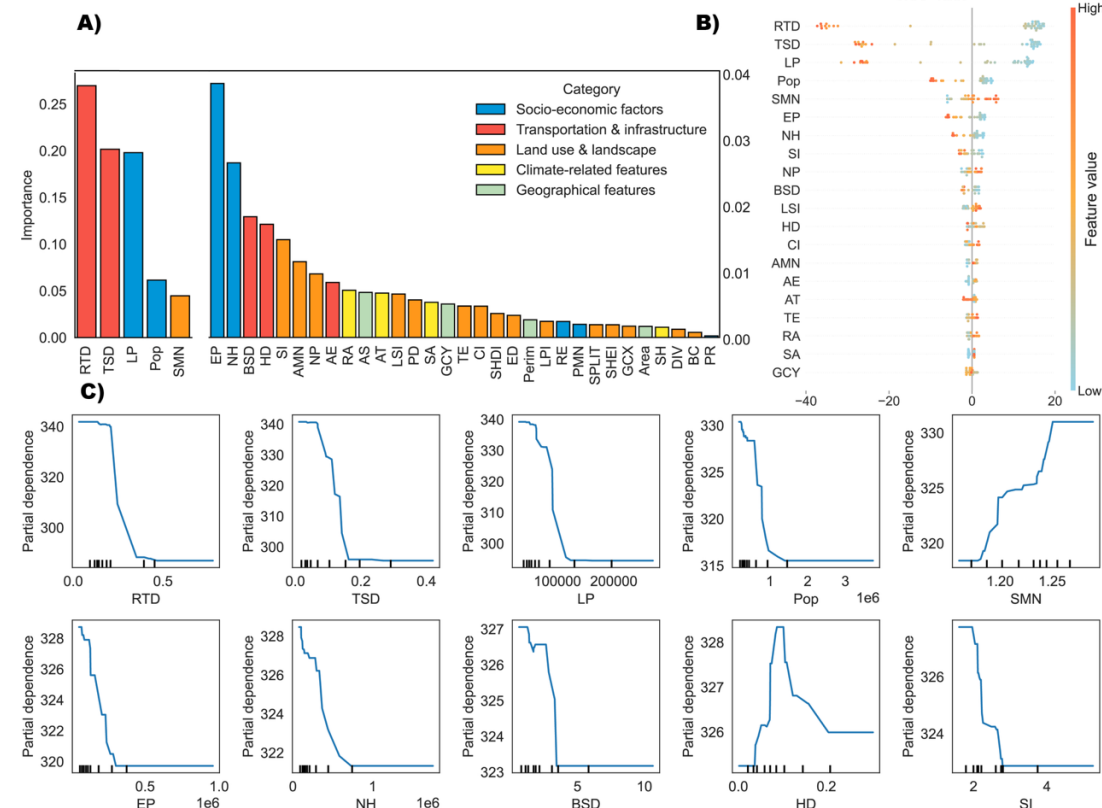 A)
Importance
0.25
0.20
0.15
0.10
0.05
0.00
0.04
0.03
0.02
0.01
0.00
Category
Socio-economic factors
Transportation & infrastructure
Land use & landscape
Climate-related features
Geographical features
RTD TSD LP Pop SMN EP NH BSD HD SI AMN NP AE RA AS AT LSI PD SA GCY TE CI SHDI ED Perim LPI RE PMN SPLIT SHEI GCX Area SH DIV BC PR
B)
RTD
TSD
LP
Pop
SMN
EP
NH
SI
NP
BSD
LSI
HD
CI
AMN
AE
AT
TE
RA
SA
GCY
−40 −20 0 20
High
Feature value
Low
C)
Partial dependence
340
320
300
0.0 0.5
RTD
Partial dependence
340
330
320
310
300
0.0 0.2 0.4
TSD
Partial dependence
340
330
320
310
300
100000 200000
LP
Partial dependence
330
325
320
315
1 2 3
Pop 1e6
Partial dependence
330
325
320
1.20 1.25
SMN
Partial dependence
328
326
324
322
320
0.5 1.0
EP 1e6
Partial dependence
328
326
324
322
1
NH 1e6
Partial dependence
327
326
325
324
323
5 10
BSD
Partial dependence
328
327
326
0.0 0.2
HD
Partial dependence
326
324
2 4
SI